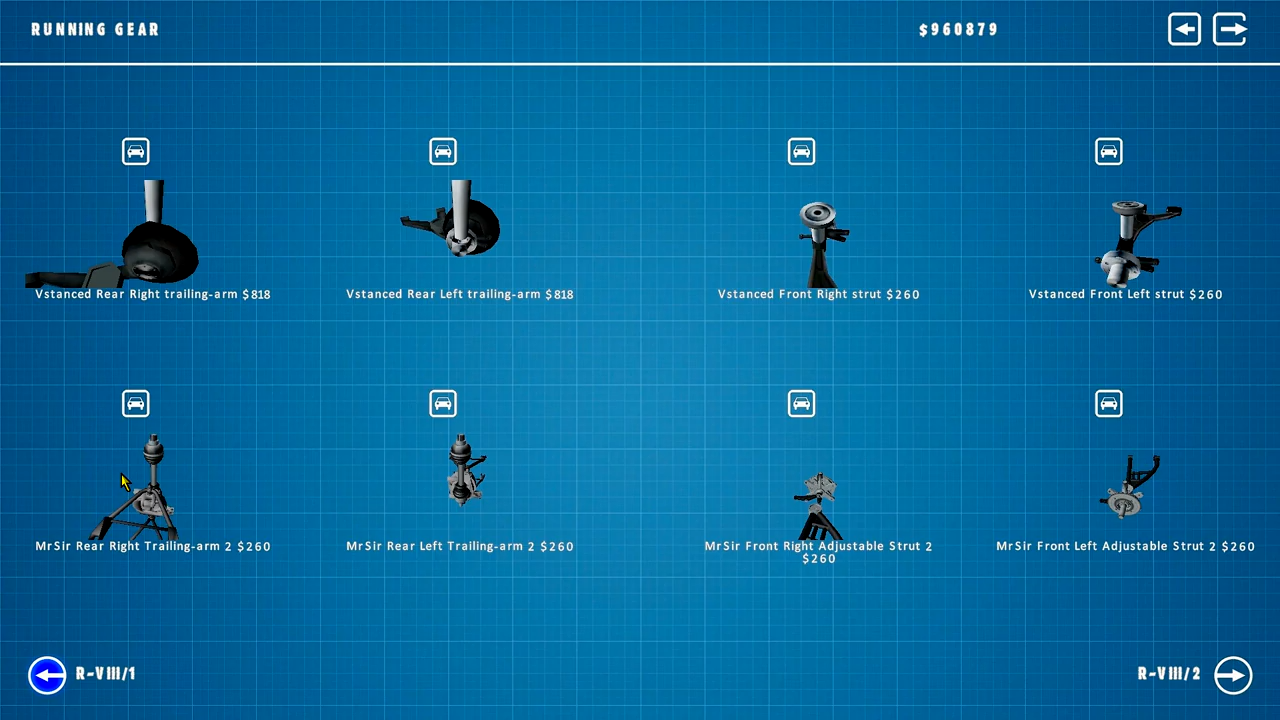 RUNNING GEAR
$960879
Vstanced Rear Right trailing-arm $818
Vstanced Rear Left trailing-arm $818
Vstanced Front Right strut $260
Vstanced Front Left strut $260
MrSir Rear Right Trailing-arm 2 $260
MrSir Rear Left Trailing-arm 2 $260
MrSir Front Right Adjustable Strut 2
$260
MrSir Front Left Adjustable Strut 2 $260
R-VIII/1
R-VIII/2